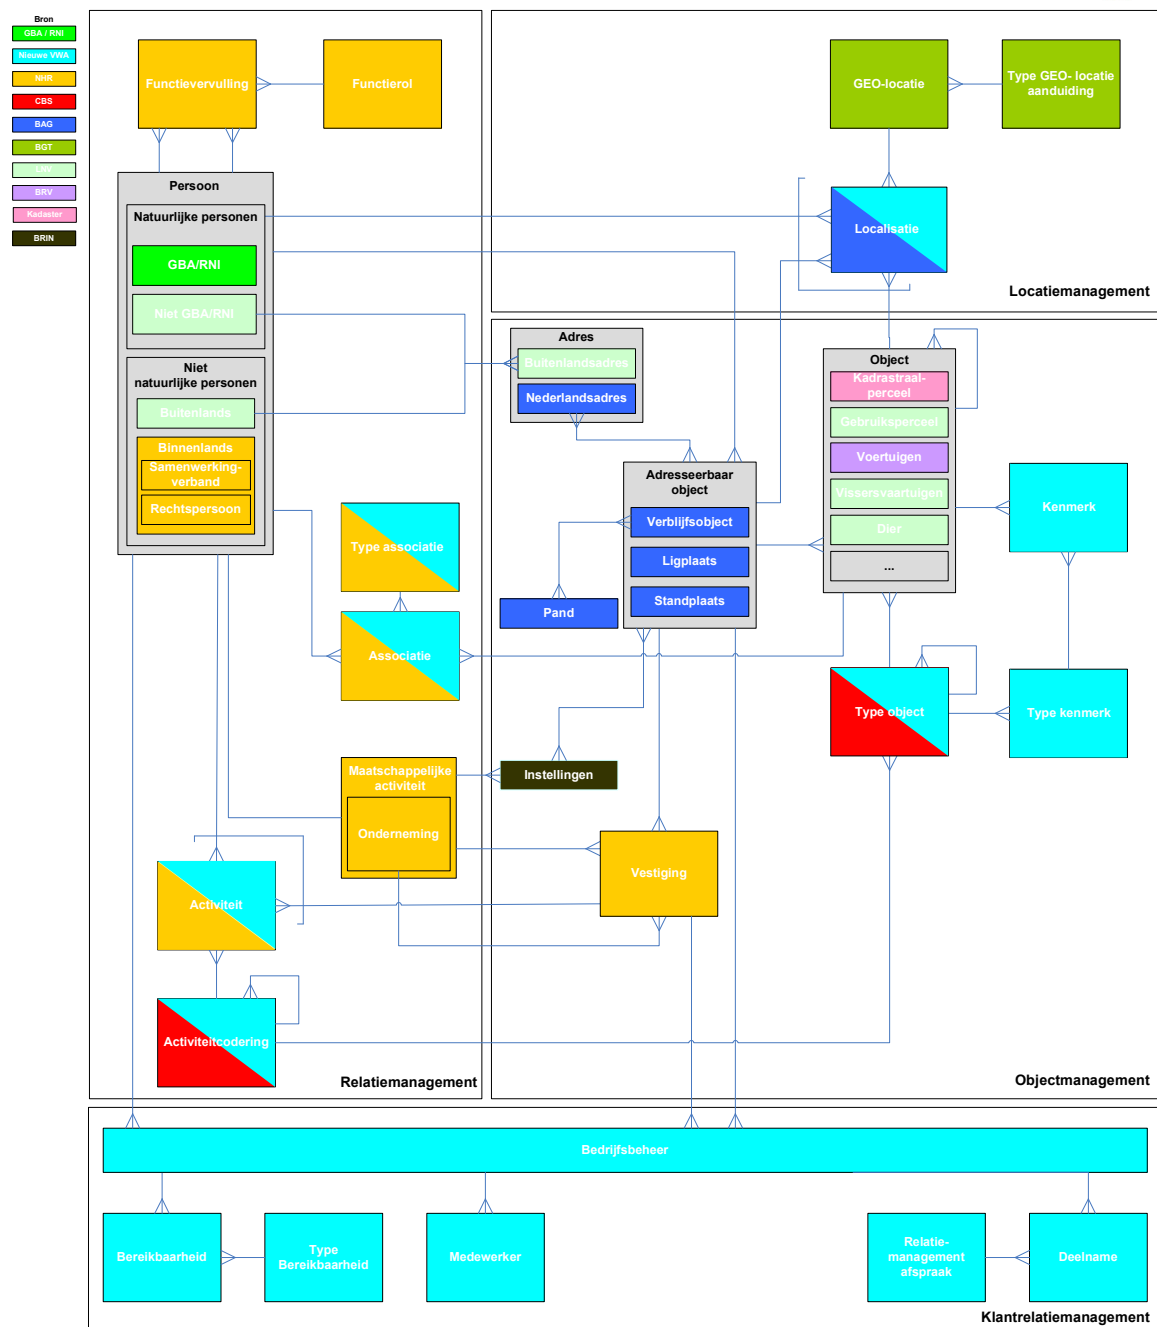 Bron
GBA / RNI
Nieuwe VWA
NHR
CBS
BAG
BGT
LNV
BRV
Kadaster
BRIN
Functievervulling
Functierol
Persoon
Natuurlijke personen
GBA/RNI
Niet GBA/RNI
Niet
natuurlijke personen
Buitenlands
Binnenlands
Samenwerking-
verband
Rechtspersoon
Type associatie
Associatie
Maatschappelijke
activiteit
Onderneming
Activiteit
Activiteitcodering
Relatiemanagement
GEO-locatie
Type GEO- locatie
aanduiding
Localisatie
Locatiemanagement
Adres
Buitenlandsadres
Nederlandsadres
Adresseerbaar
object
Verblijfsobject
Ligplaats
Standplaats
Pand
Object
Kadrastraal-
perceel
Gebruiksperceel
Voertuigen
Vissersvaartuigen
Dier
...
Kenmerk
Type object
Type kenmerk
Instellingen
Vestiging
Objectmanagement
Bedrijfsbeheer
Bereikbaarheid
Type
Bereikbaarheid
Medewerker
Relatie-
management
afspraak
Deelname
Klantrelatiemanagement